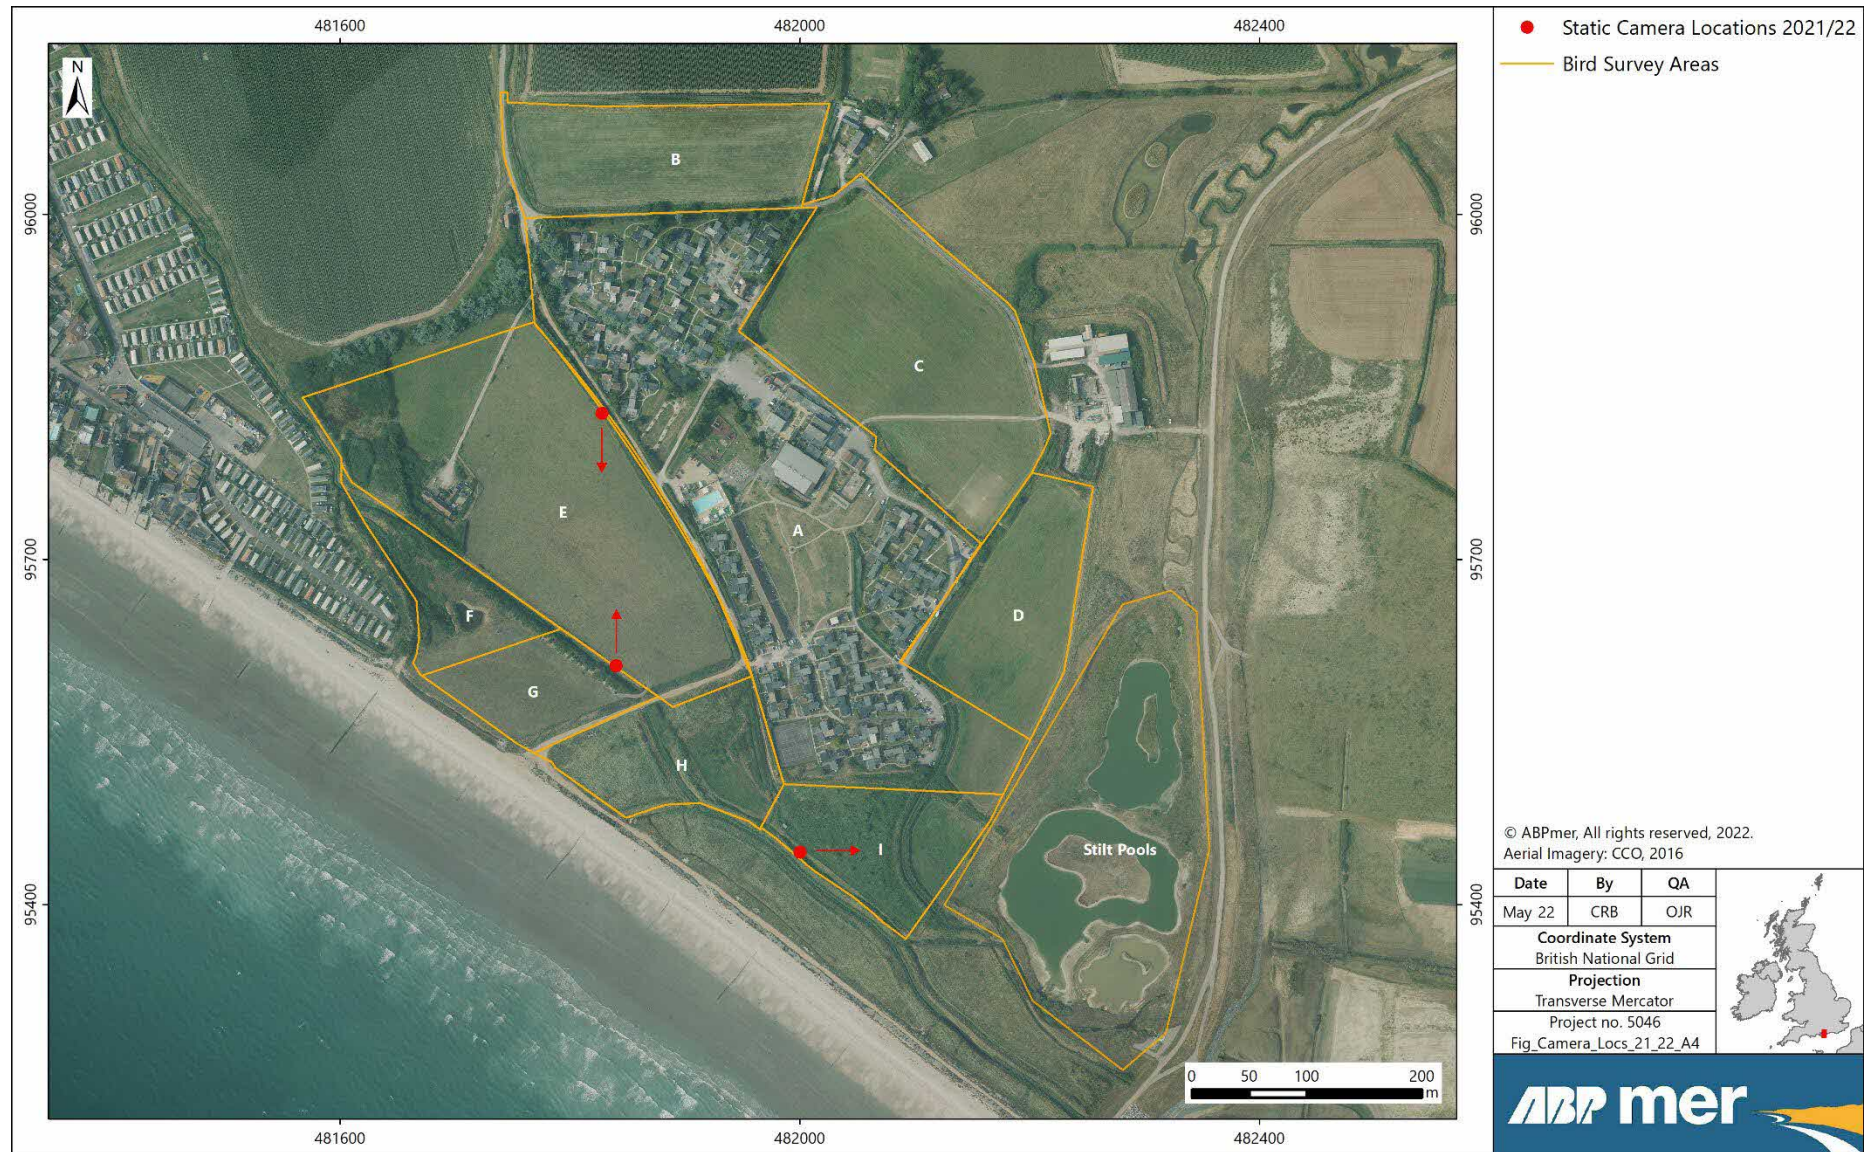 481600
482000
482400
N
96000
96000
95700
95700
95400
95400
B
C
E
A
F
D
G
H
I
Stilt Pools
0 50 100 200
m
481600
482000
482400
Static Camera Locations 2021/22
Bird Survey Areas
© ABPmer, All rights reserved, 2022.
Aerial Imagery: CCO, 2016
Date By QA
May 22 CRB OJR
Coordinate System
British National Grid
Projection
Transverse Mercator
Project no. 5046
Fig_Camera_Locs_21_22_A4
ABPmer